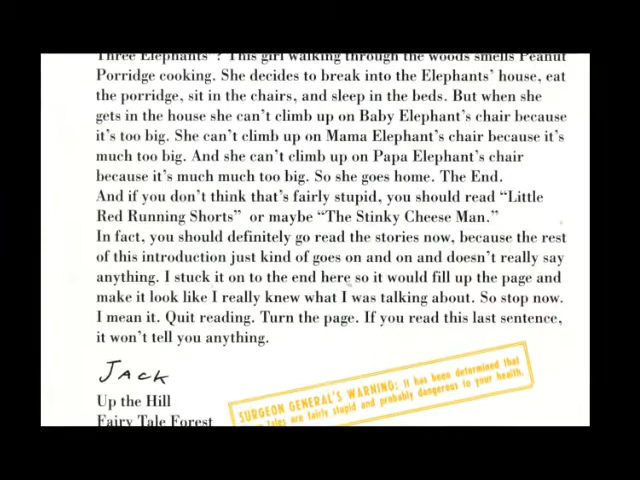 Three Elephants"? This girl walking through the woods smells Peanut
Porridge cooking. She decides to break into the Elephants' house, eat
the porridge, sit in the chairs, and sleep in the beds. But when she
gets in the house she can't climb up on Baby Elephant's chair because
it's too big. She can't climb up on Mama Elephant's chair because it's
much too big. And she can't climb up on Papa Elephant's chair
because it's much much too big. So she goes home. The End.
And if you don't think that's fairly stupid, you should read "Little
Red Running Shorts" or maybe "The Stinky Cheese Man."
In fact, you should definitely go read the stories now, because the rest
of this introduction just kind of goes on and on and doesn't really say
anything. I stuck it on to the end here so it would fill up the page and
make it look like I really knew what I was talking about. So stop now.
I mean it. Quit reading. Turn the page. If you read this last sentence,
it won't tell you anything.
Jack
Up the Hill
Fairy Tale Forest
SURGEON GENERAL'S WARNING: It has been determined that
tales are fairly stupid and probably dangerous to your health.